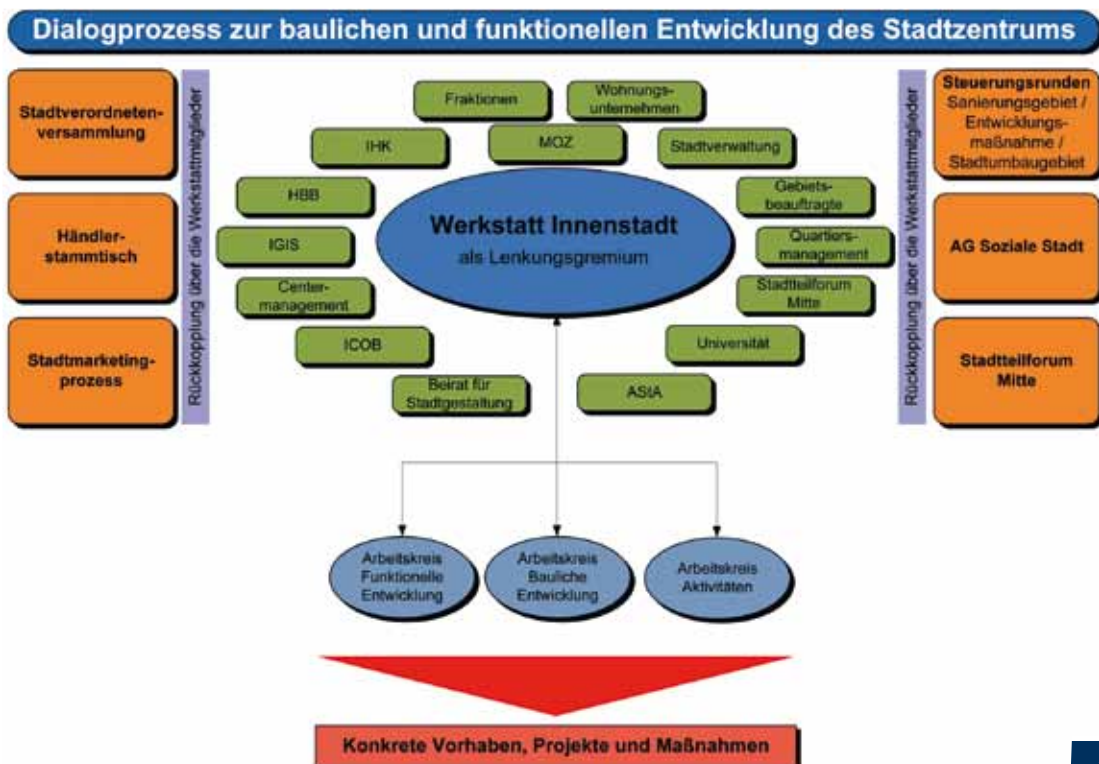 Dialogprozess zur baulichen und funktionellen Entwicklung des Stadtzentrums
Stadtverordneten-
versammlung
Händler-
stammtisch
Stadtmarketing-
prozess
Rückkopplung über die Werkstattmitglieder
Fraktionen
Wohnungs-
unternehmen
IHK
MOZ
Stadtverwaltung
HBB
Gebiets-
beauftragte
IGIS
Quartiers-
management
Center-
management
Stadtteilforum
Mitte
ICOB
Universität
Beirat für
Stadtgestaltung
AStA
Werkstatt Innenstadt
als Lenkungsgremium
Rückkopplung über die Werkstattmitglieder
Steuerungsrunden
Sanierungsgebiet /
Entwicklungs-
maßnahme /
Stadtumbaugebiet
AG Soziale Stadt
Stadtteilforum
Mitte
Arbeitskreis
Funktionelle
Entwicklung
Arbeitskreis
Bauliche
Entwicklung
Arbeitskreis
Aktivitäten
Konkrete Vorhaben, Projekte und Maßnahmen